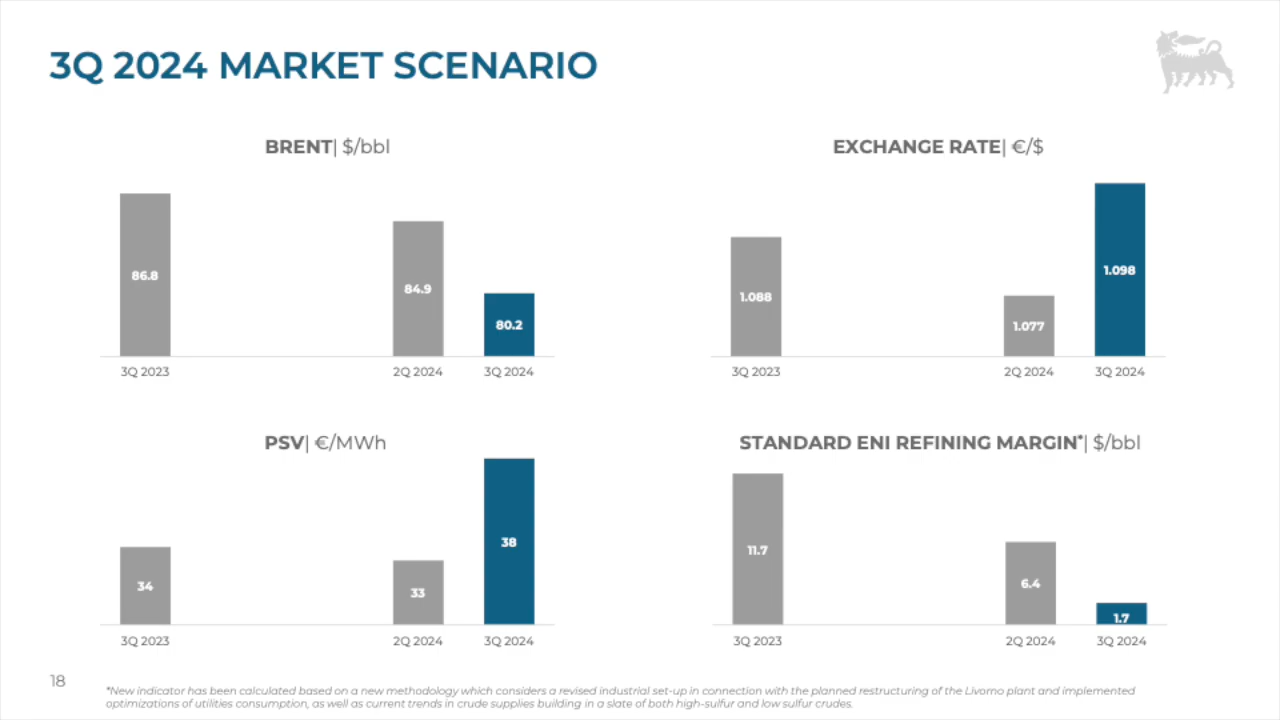 3Q 2024 MARKET SCENARIO
BRENT| $/bbl
86.8
84.9
80.2
3Q 2023
2Q 2024
3Q 2024
EXCHANGE RATE| €/$
1.088
1.077
1.098
3Q 2023
2Q 2024
3Q 2024
PSV| €/MWh
34
33
38
3Q 2023
2Q 2024
3Q 2024
STANDARD ENI REFINING MARGIN*| $/bbl
11.7
6.4
1.7
3Q 2023
2Q 2024
3Q 2024
18
*New indicator has been calculated based on a new methodology which considers a revised industrial set-up in connection with the planned restructuring of the Livorno plant and implemented
optimizations of utilities consumption, as well as current trends in crude supplies building in a slate of both high-sulfur and low sulfur crudes.